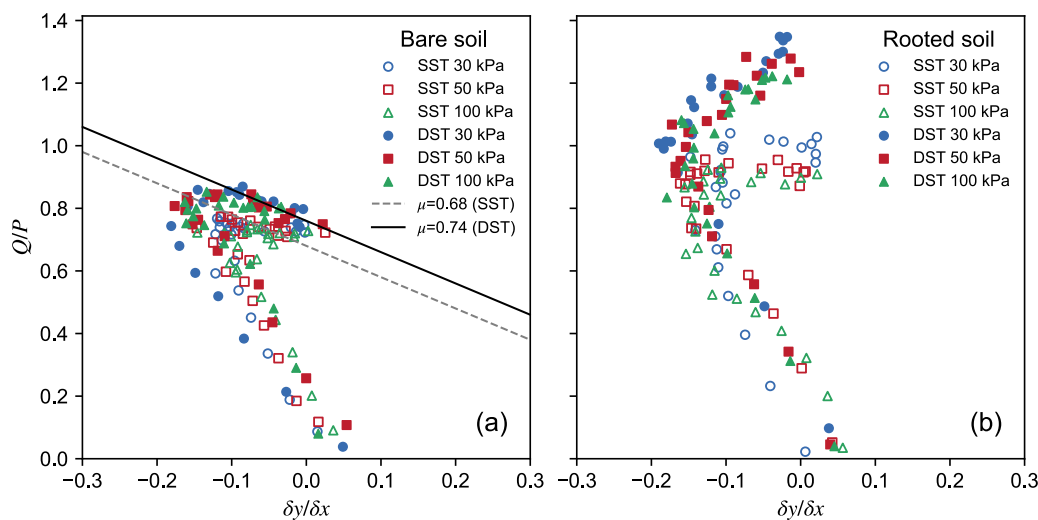 1.4
1.2
1.0
0.8
0.6
0.4
0.2
0.0
Q/P
−0.3
−0.2
−0.1
0.0
0.1
0.2
0.3
δy/δx
Bare soil
SST 30 kPa
SST 50 kPa
SST 100 kPa
DST 30 kPa
DST 50 kPa
DST 100 kPa
μ=0.68 (SST)
μ=0.74 (DST)
(a)
Rooted soil
SST 30 kPa
SST 50 kPa
SST 100 kPa
DST 30 kPa
DST 50 kPa
DST 100 kPa
(b)
−0.3
−0.2
−0.1
0.0
0.1
0.2
0.3
δy/δx